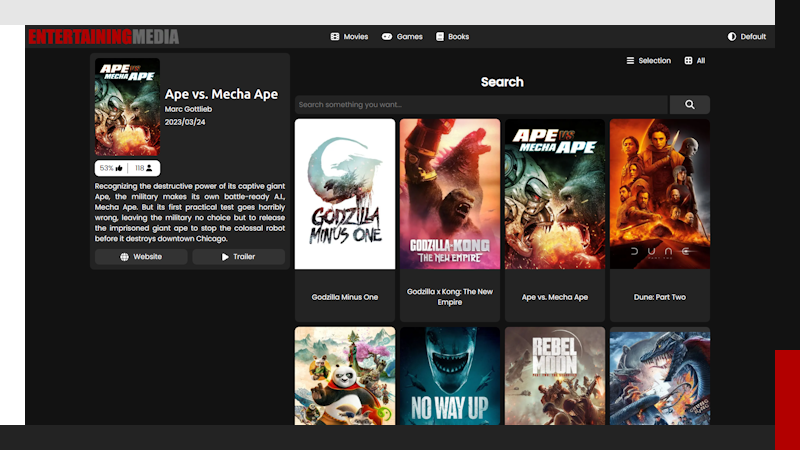 ENTERTAININGMEDIA
Movies
Games
Books
Default
Selection
All
Search
Search something you want...
APE VS
MECHA APE
Ape vs. Mecha Ape
Marc Gottlieb
2023/03/24
53%
118
Recognizing the destructive power of its captive giant
Ape, the military makes its own bottle-ready A.I.,
Mecha Ape. But its first practical test goes horribly
wrong, leaving the military no choice but to release
the imprisoned giant ape to stop the colossal robot
before it destroys downtown Chicago.
Website
Trailer
GODZILLA
MINUS ONE
GODZILLA-KONG
THE NEW EMPIRE
APE VS
MECHA APE
DUNE
Godzilla Minus One
Godzilla x Kong: The New
Empire
Ape vs. Mecha Ape
Dune: Part Two
NO WAY UP
REBEL
MOON